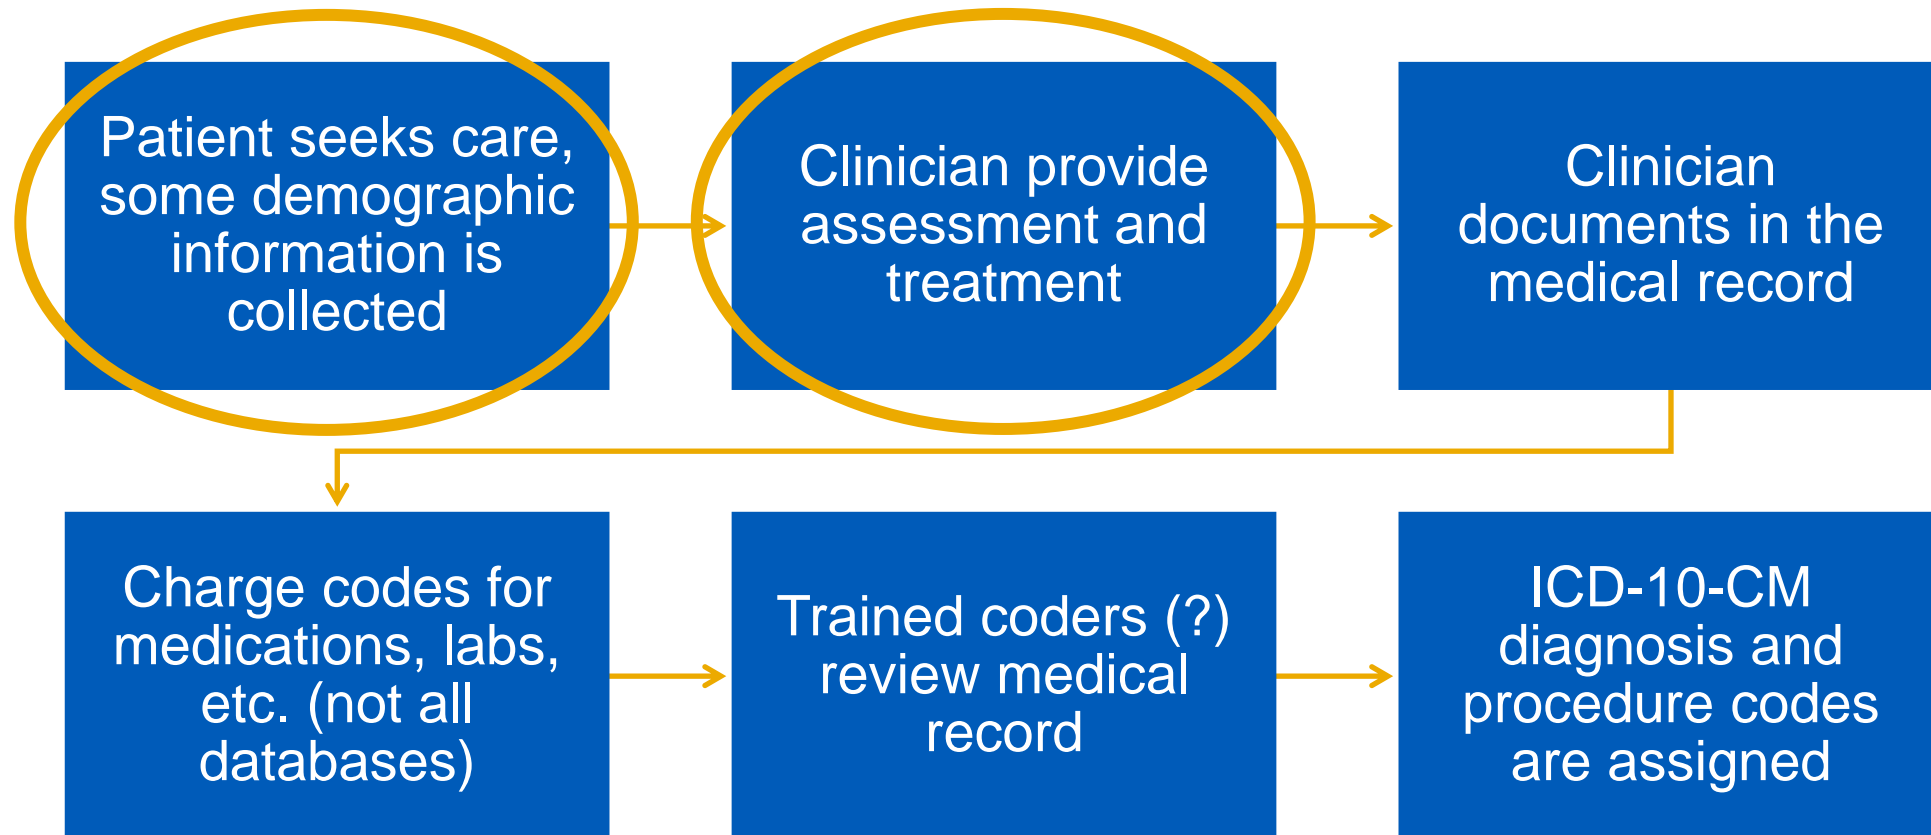 Patient seeks care,
some demographic
information is
collected
Clinician provide
assessment and
treatment
Clinician
documents in the
medical record
Charge codes for
medications, labs,
etc. (not all
databases)
Trained coders (?)
review medical
record
ICD-10-CM
diagnosis and
procedure codes
are assigned